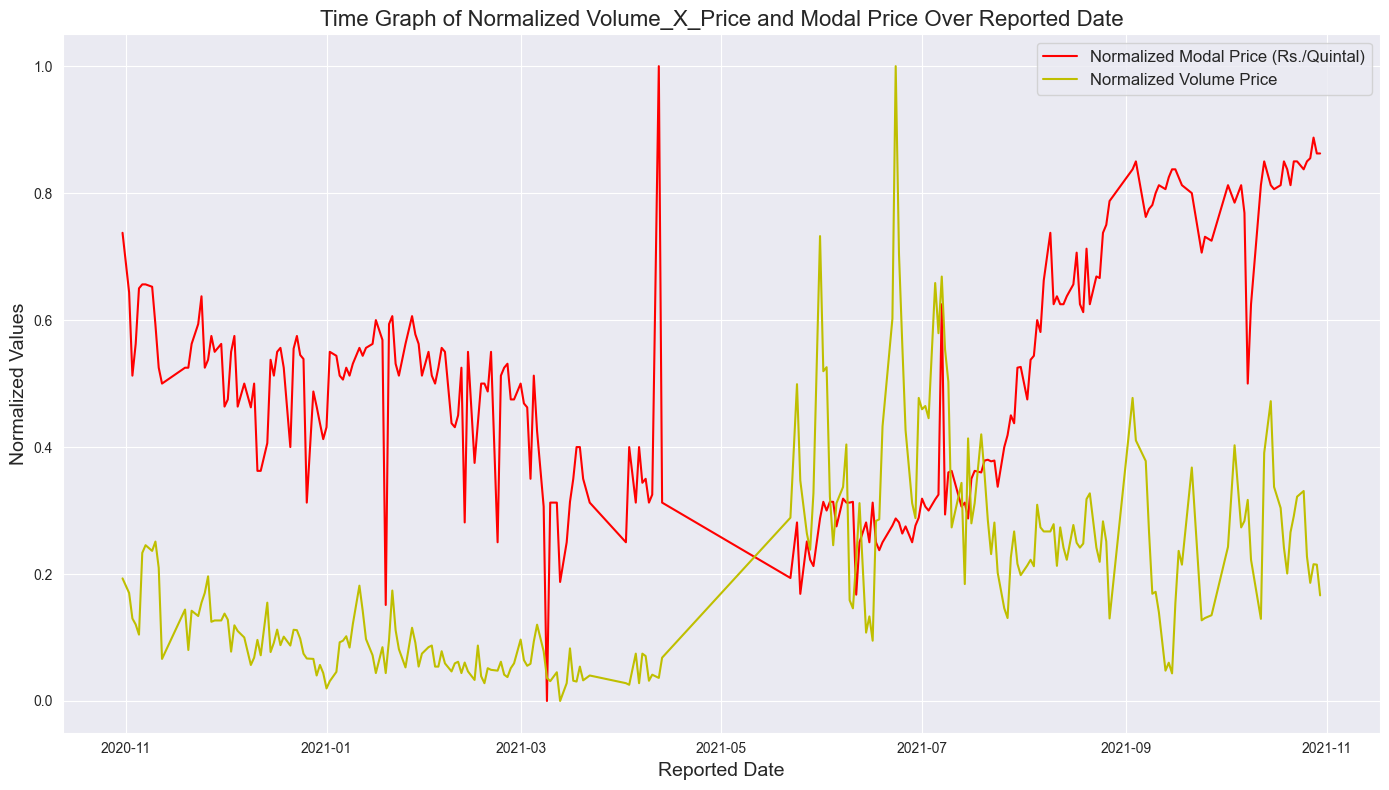 Time Graph of Normalized Volume_X_Price and Modal Price Over Reported Date
Normalized Modal Price (Rs./Quintal)
Normalized Volume Price
Normalized Values
1.0
0.8
0.6
0.4
0.2
0.0
2020-11
2021-01
2021-03
2021-05
2021-07
2021-09
2021-11
Reported Date